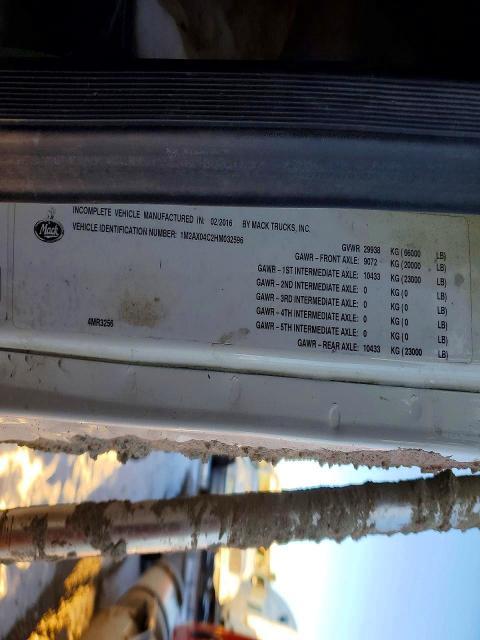 Mack
INCOMPLETE VEHICLE MANUFACTURED IN: 02/2016 BY MACK TRUCKS, INC.
VEHICLE IDENTIFICATION NUMBER: 1M2AX04C2HM032596
GVWR 29938 KG ( 66000 LB)
GAWR - FRONT AXLE: 9072 KG ( 20000 LB)
GAWR - 1ST INTERMEDIATE AXLE: 10433 KG ( 23000 LB)
GAWR - 2ND INTERMEDIATE AXLE: 0 KG ( 0 LB)
GAWR - 3RD INTERMEDIATE AXLE: 0 KG ( 0 LB)
GAWR - 4TH INTERMEDIATE AXLE: 0 KG ( 0 LB)
GAWR - 5TH INTERMEDIATE AXLE: 0 KG ( 0 LB)
GAWR - REAR AXLE: 10433 KG ( 23000 LB)
4MR3256